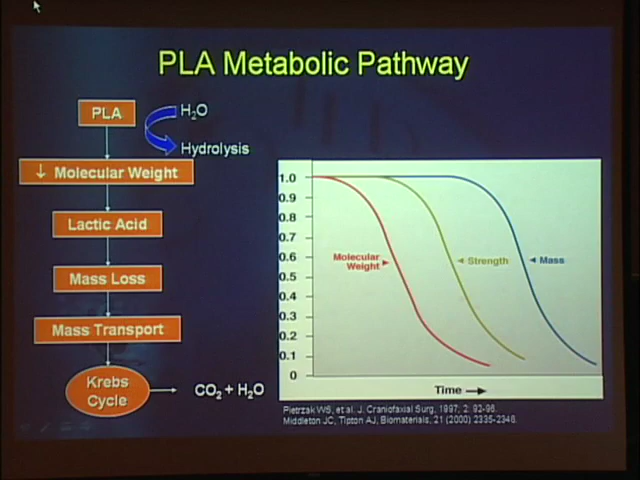 PLA Metabolic Pathway
PLA
H2O
Hydrolysis
↓ Molecular Weight
Lactic Acid
Mass Loss
Mass Transport
Krebs
Cycle
CO2 + H2O
1.0
0.9
0.8
0.7
0.6
0.5
0.4
0.3
0.2
0.1
0
Molecular
Weight
Strength
Mass
Time
Pietrzak WS, et al. J. Craniofaxial Surg, 1997; 2: 92-96.
Middleton JC, Tipton AJ, Biomaterials, 21 (2000) 2335-2346.